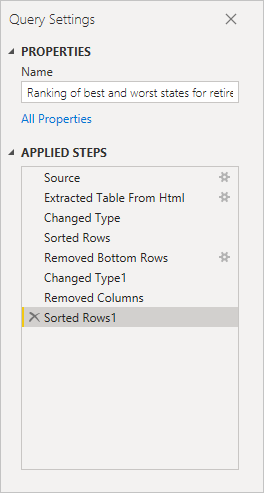 Query Settings
PROPERTIES
Name
Ranking of best and worst states for retire
All Properties
APPLIED STEPS
Source
Extracted Table From Html
Changed Type
Sorted Rows
Removed Bottom Rows
Changed Type1
Removed Columns
Sorted Rows1